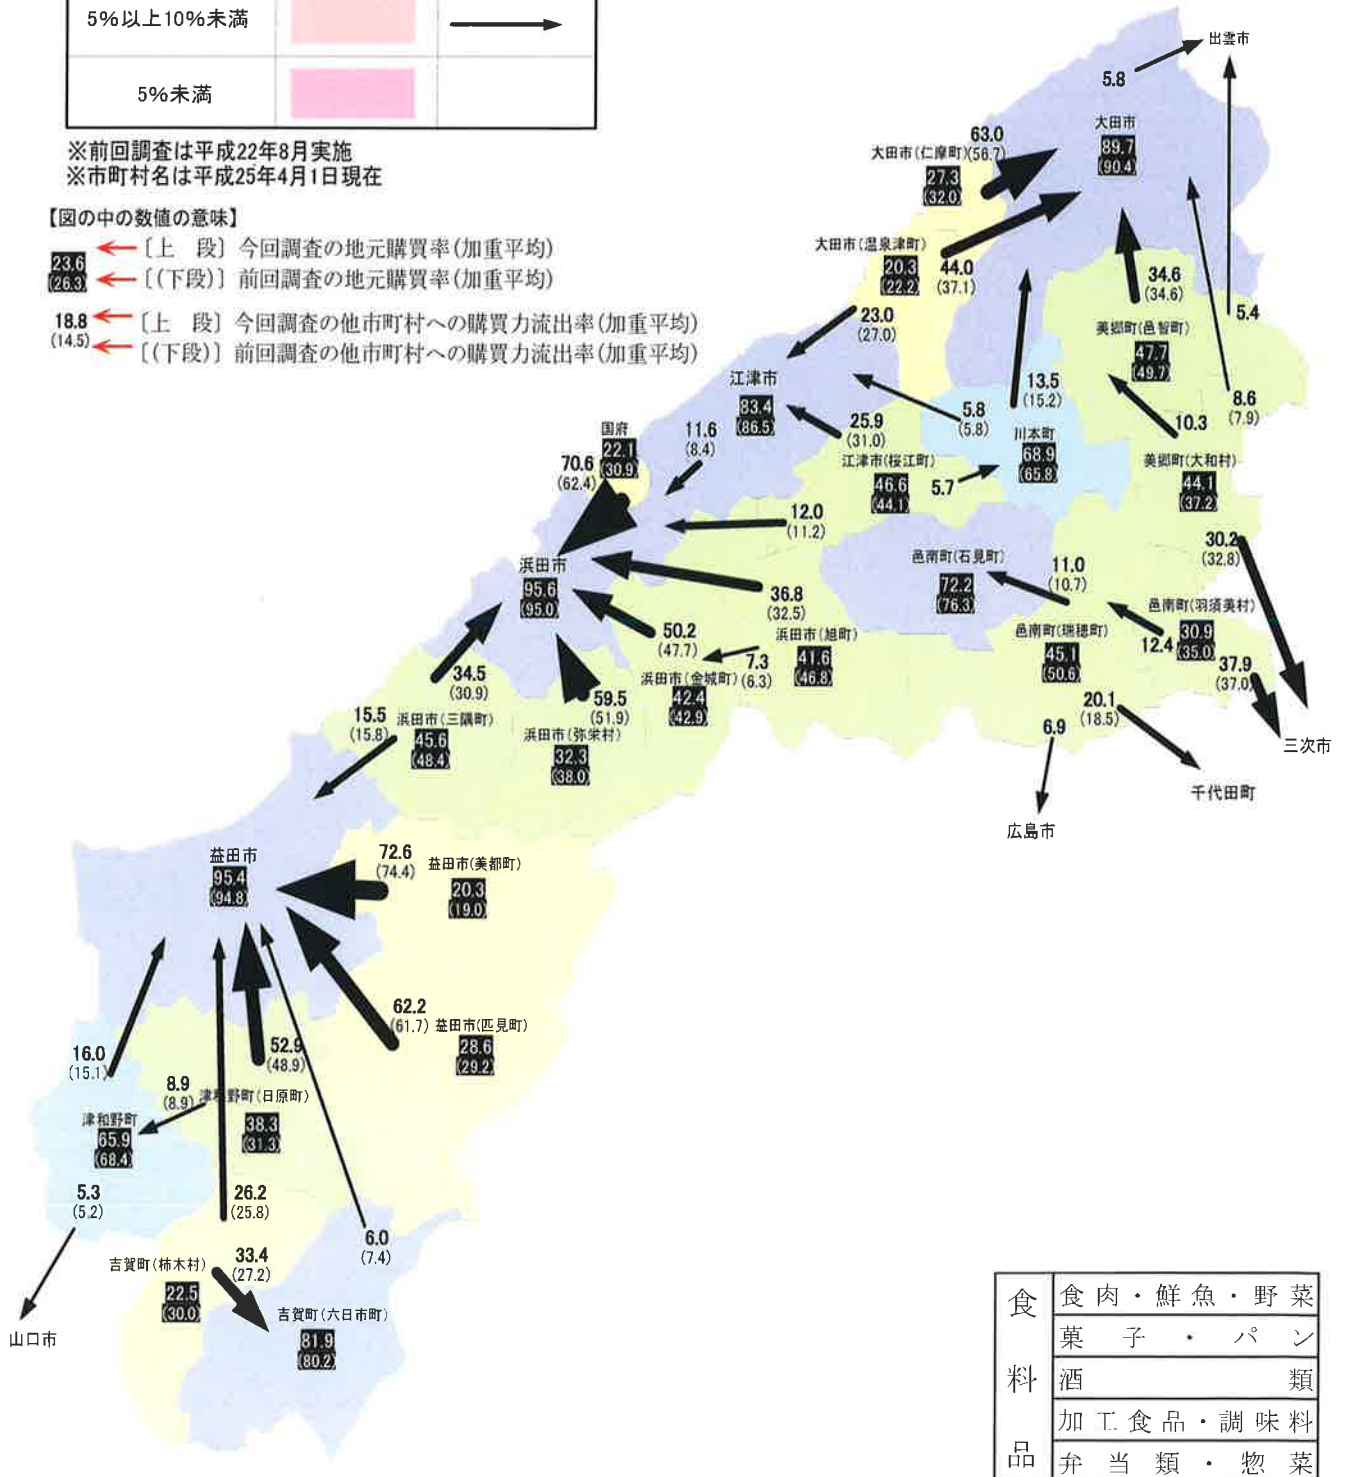 5%以上10%未満
5%未満
※前回調査は平成22年8月実施
※市町村名は平成25年4月1日現在
【図の中の数値の意味】
23.6
(26.3)
〔上　段〕今回調査の地元購買率(加重平均)
〔(下段)〕前回調査の地元購買率(加重平均)
18.8
(14.5)
〔上　段〕今回調査の他市町村への購買力流出率(加重平均)
〔(下段)〕前回調査の他市町村への購買力流出率(加重平均)
出雲市
5.8
大田市
89.7
(90.4)
63.0
(56.7)
大田市(仁摩町)
27.3
(32.0)
大田市(温泉津町)
20.3
(22.2)
44.0
(37.1)
34.6
(34.6)
5.4
美郷町(邑智町)
47.7
(49.7)
23.0
(27.0)
江津市
83.4
(86.5)
13.5
(15.2)
8.6
(7.9)
5.8
(5.8)
10.3
25.9
(31.0)
川本町
68.9
(65.8)
国府
22.1
(30.9)
11.6
(8.4)
70.6
(62.4)
江津市(桜江町)
46.6
(44.1)
5.7
美郷町(大和村)
44.1
(37.2)
12.0
(11.2)
30.2
(32.8)
浜田市
95.6
(95.0)
邑南町(石見町)
72.2
(76.3)
11.0
(10.7)
36.8
(32.5)
邑南町(羽須美村)
30.9
(35.0)
12.4
50.2
(47.7)
浜田市(旭町)
41.6
(46.8)
邑南町(瑞穂町)
45.1
(50.6)
7.3
(6.3)
37.9
(37.0)
34.5
(30.9)
浜田市(金城町)
42.4
(42.9)
59.5
(51.9)
20.1
(18.5)
6.9
15.5
(15.8)
浜田市(三隅町)
45.6
(48.4)
浜田市(弥栄村)
32.3
(38.0)
三次市
千代田町
広島市
益田市
95.4
(94.8)
72.6
(74.4)
益田市(美都町)
20.3
(19.0)
62.2
(61.7)
益田市(匹見町)
28.6
(29.2)
16.0
(15.1)
52.9
(48.9)
8.9
(8.9)
津和野町(日原町)
38.3
(31.3)
津和野町
65.9
(68.4)
5.3
(5.2)
26.2
(25.8)
6.0
(7.4)
吉賀町(柿木村)
22.5
(30.0)
33.4
(27.2)
吉賀町(六日市町)
81.9
(80.2)
山口市
食料品
食肉・鮮魚・野菜
菓子・パン
酒類
加工食品・調味料
弁当類・惣菜